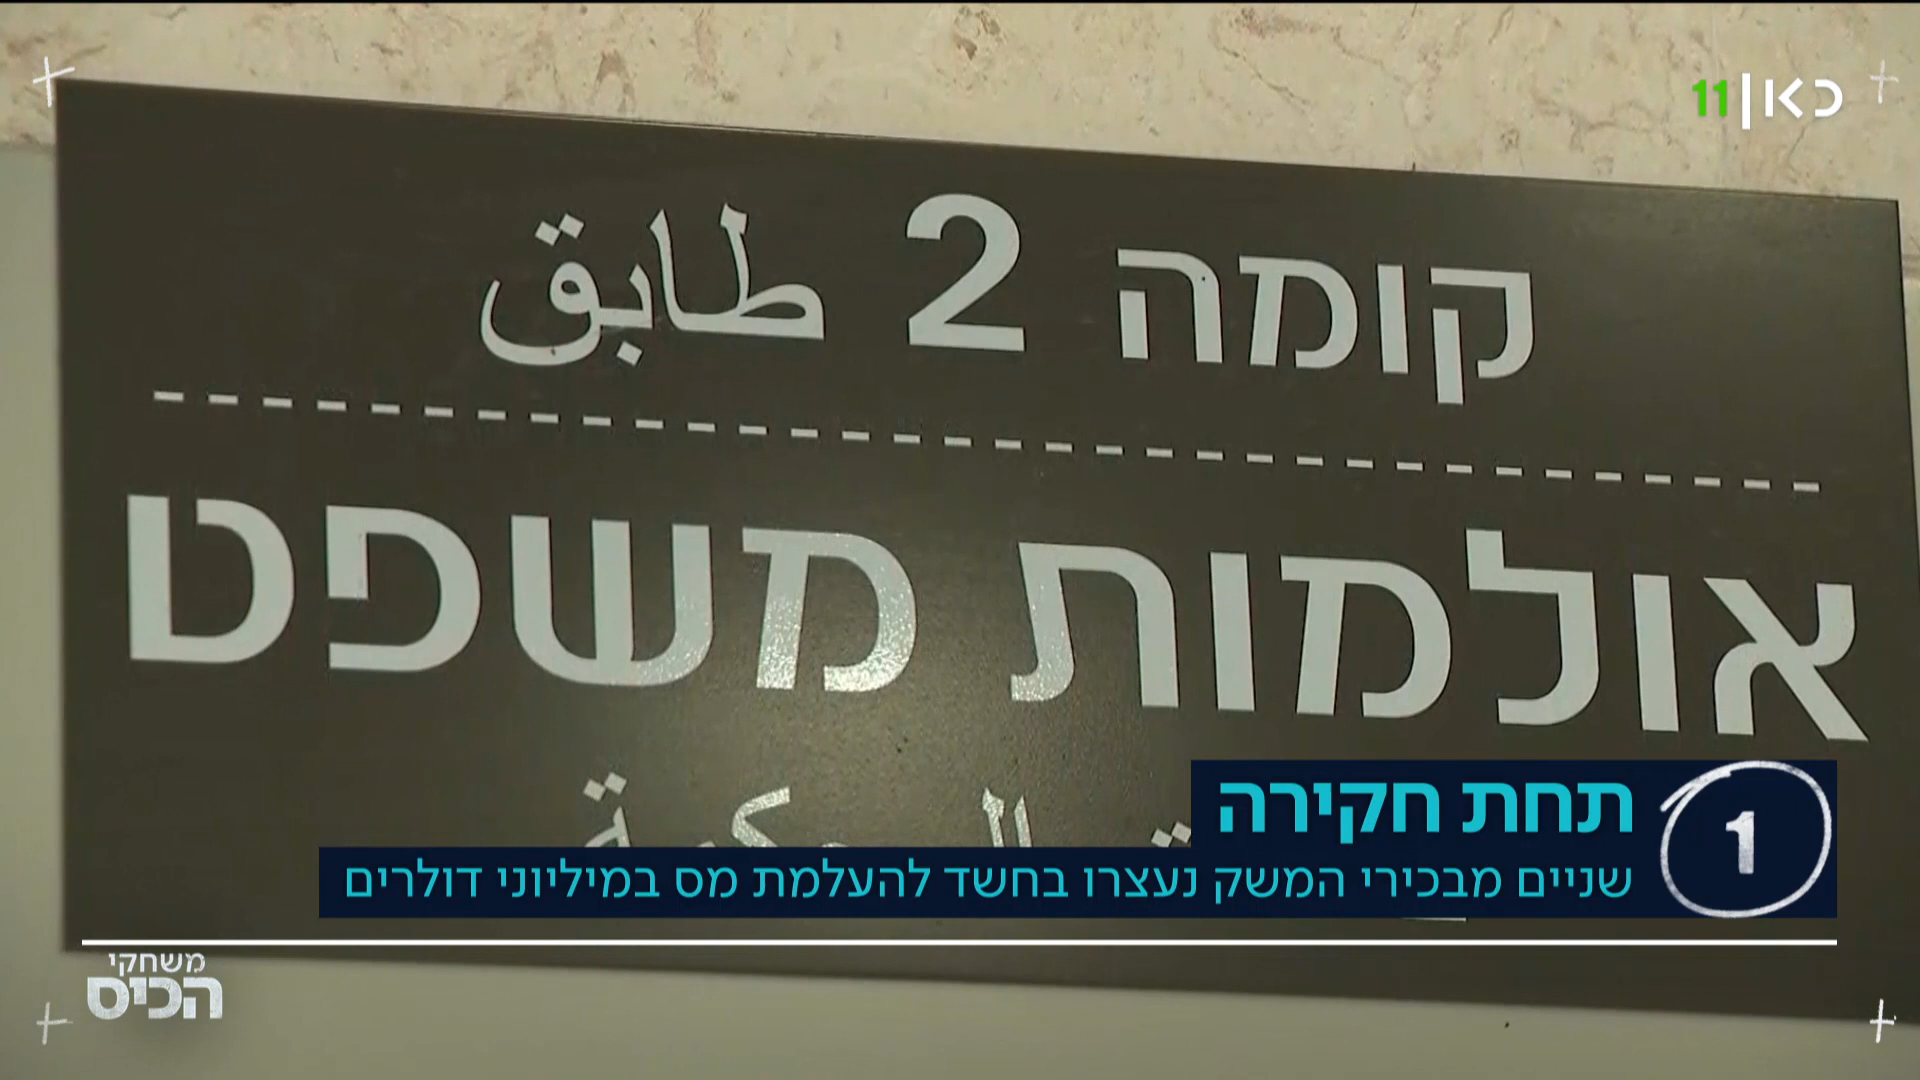 כאן 11
קומה 2 طابق
אולמות משפט
תחת חקירה
1
שניים מבכירי המשק נעצרו בחשד להעלמת מס במיליוני דולרים
משחקי
הכיס